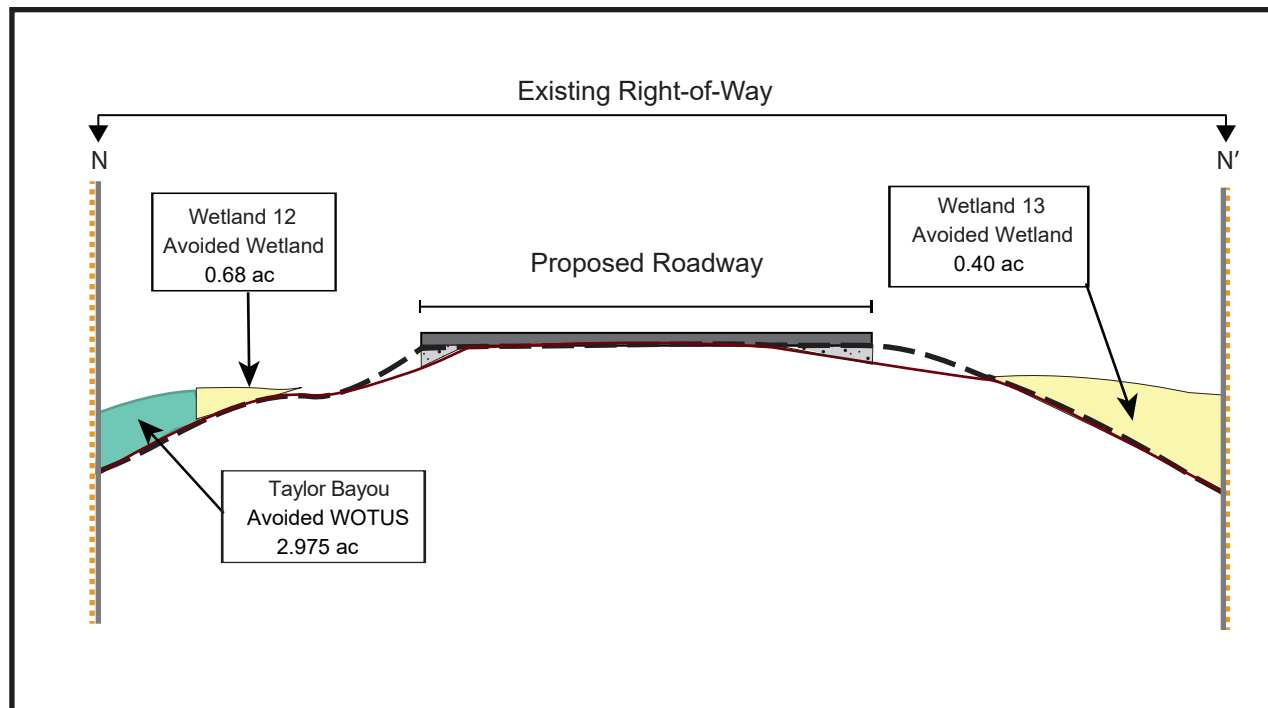 Existing Right-of-Way
N
N′
Wetland 12
Avoided Wetland
0.68 ac
Wetland 13
Avoided Wetland
0.40 ac
Proposed Roadway
Taylor Bayou
Avoided WOTUS
2.975 ac